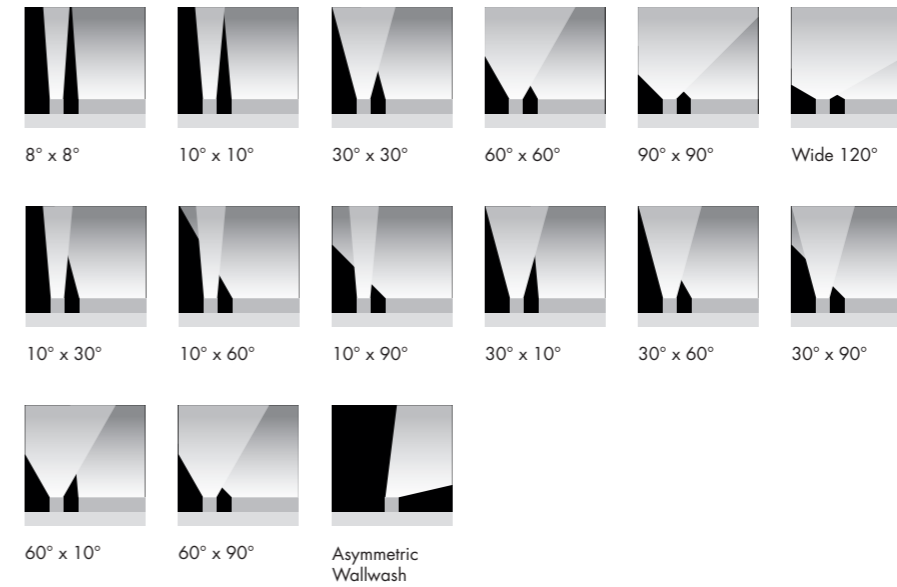 8° x 8°
10° x 10°
30° x 30°
60° x 60°
90° x 90°
Wide 120°
10° x 30°
10° x 60°
10° x 90°
30° x 10°
30° x 60°
30° x 90°
60° x 10°
60° x 90°
Asymmetric
Wallwash